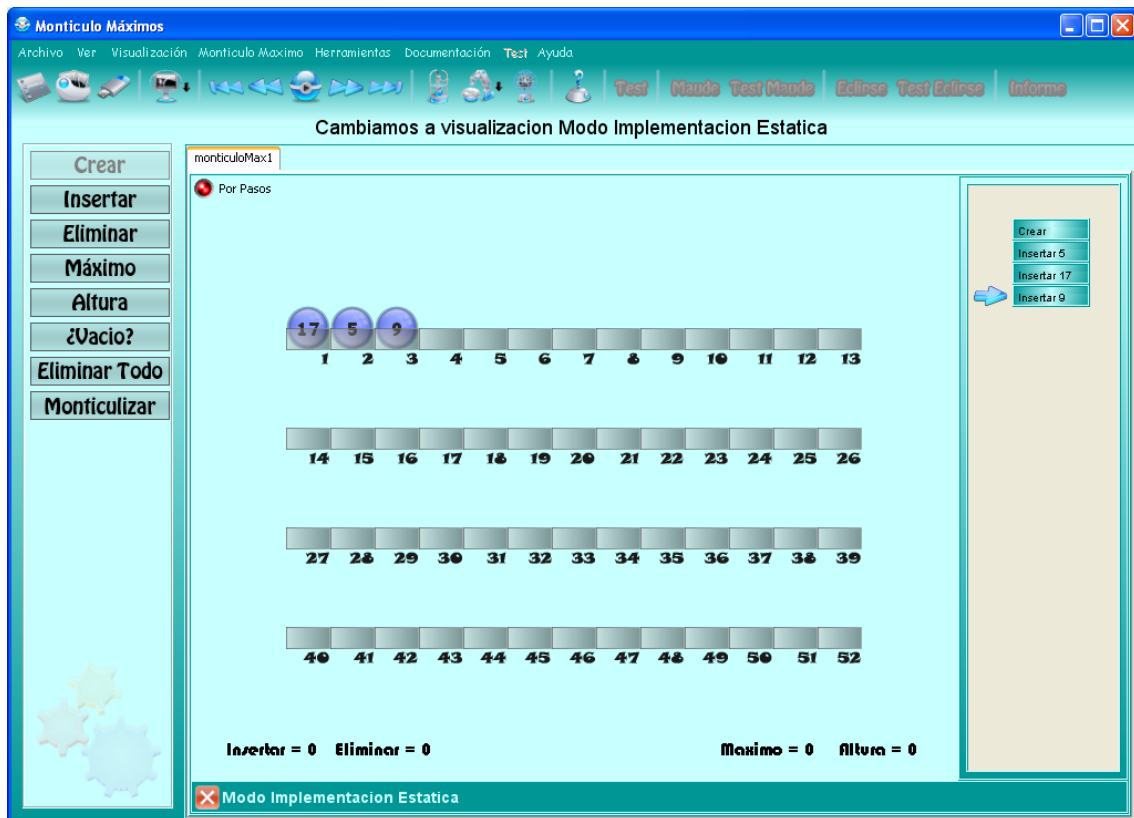 Monticulo Máximos
Archivo Ver Visualización Monticulo Maximo Herramientas Documentación Test Ayuda
Test Maude Test Maude Eclipse Test Eclipse Informe
Cambiamos a visualizacion Modo Implementacion Estatica
Crear
Insertar
Eliminar
Máximo
Altura
¿Vacio?
Eliminar Todo
Monticulizar
monticuloMax1
Por Pasos
17 5 9
1 2 3 4 5 6 7 8 9 10 11 12 13
14 15 16 17 18 19 20 21 22 23 24 25 26
27 28 29 30 31 32 33 34 35 36 37 38 39
40 41 42 43 44 45 46 47 48 49 50 51 52
Insertar = 0 Eliminar = 0 Maximo = 0 Altura = 0
Crear
Insertar 5
Insertar 17
Insertar 9
Modo Implementacion Estatica